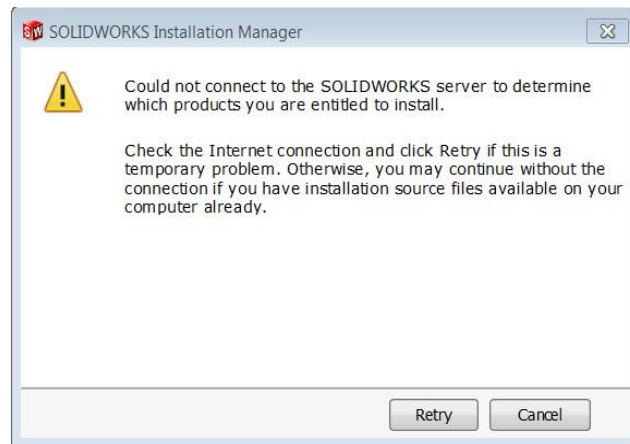 SOLIDWORKS Installation Manager
Could not connect to the SOLIDWORKS server to determine
which products you are entitled to install.
Check the Internet connection and click Retry if this is a
temporary problem. Otherwise, you may continue without the
connection if you have installation source files available on your
computer already.
Retry
Cancel